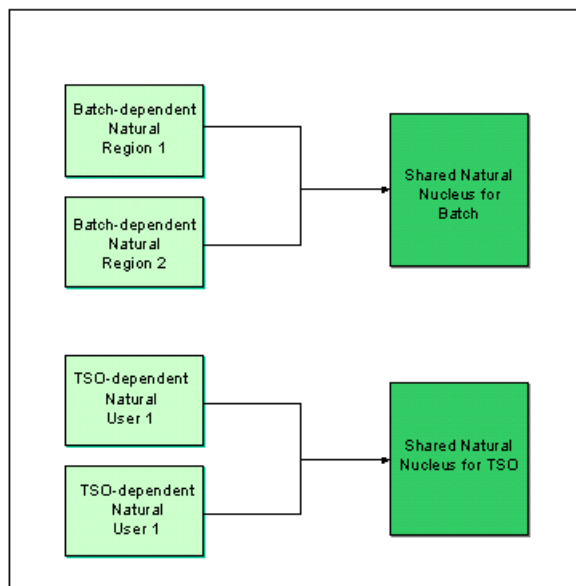 Batch-dependent
Natural
Region 1
Shared Natural
Nucleus for
Batch
Batch-dependent
Natural
Region 2
TSO-dependent
Natural
User 1
Shared Natural
Nucleus for TSO
TSO-dependent
Natural
User 1